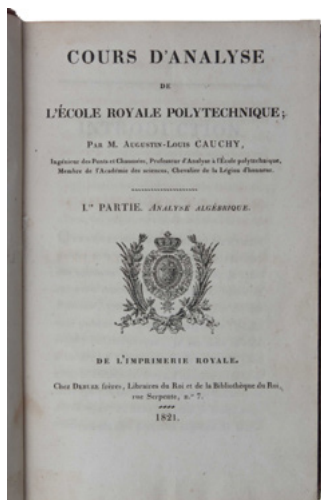 COURS D'ANALYSE
DE
L'ÉCOLE ROYALE POLYTECHNIQUE;
PAR M. AUGUSTIN-LOUIS CAUCHY,
Ingénieur des Ponts et Chaussées, Professeur d'Analyse à l'École polytechnique,
Membre de l'Académie des sciences, Chevalier de la Légion d'honneur.
I.re PARTIE. ANALYSE ALGÉBRIQUE.
DE L'IMPRIMERIE ROYALE.
Chez DEBURE frères, Libraires du Roi et de la Bibliothèque du Roi,
rue Serpente, n.° 7.
1821.